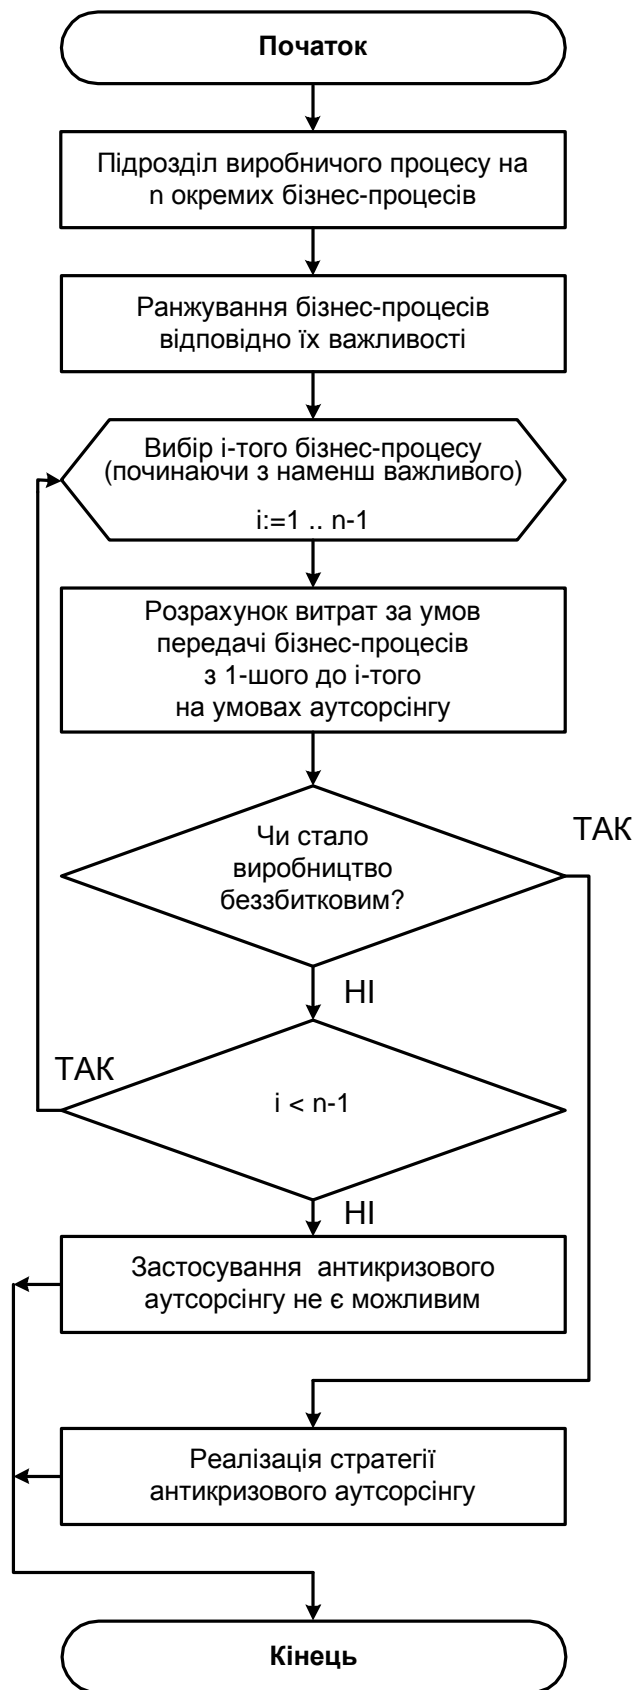 Початок
Підрозділ виробничого процесу на
n окремих бізнес-процесів
Ранжування бізнес-процесів
відповідно їх важливості
Вибір і-того бізнес-процесу
(починаючи з наменш важливого)
i:=1 .. n-1
Розрахунок витрат за умов
передачі бізнес-процесів
з 1-шого до і-того
на умовах аутсорсінгу
Чи стало
виробництво
беззбитковим?
ТАК
НІ
ТАК
i < n-1
НІ
Застосування антикризового
аутсорсінгу не є можливим
Реалізація стратегії
антикризового аутсорсінгу
Кінець